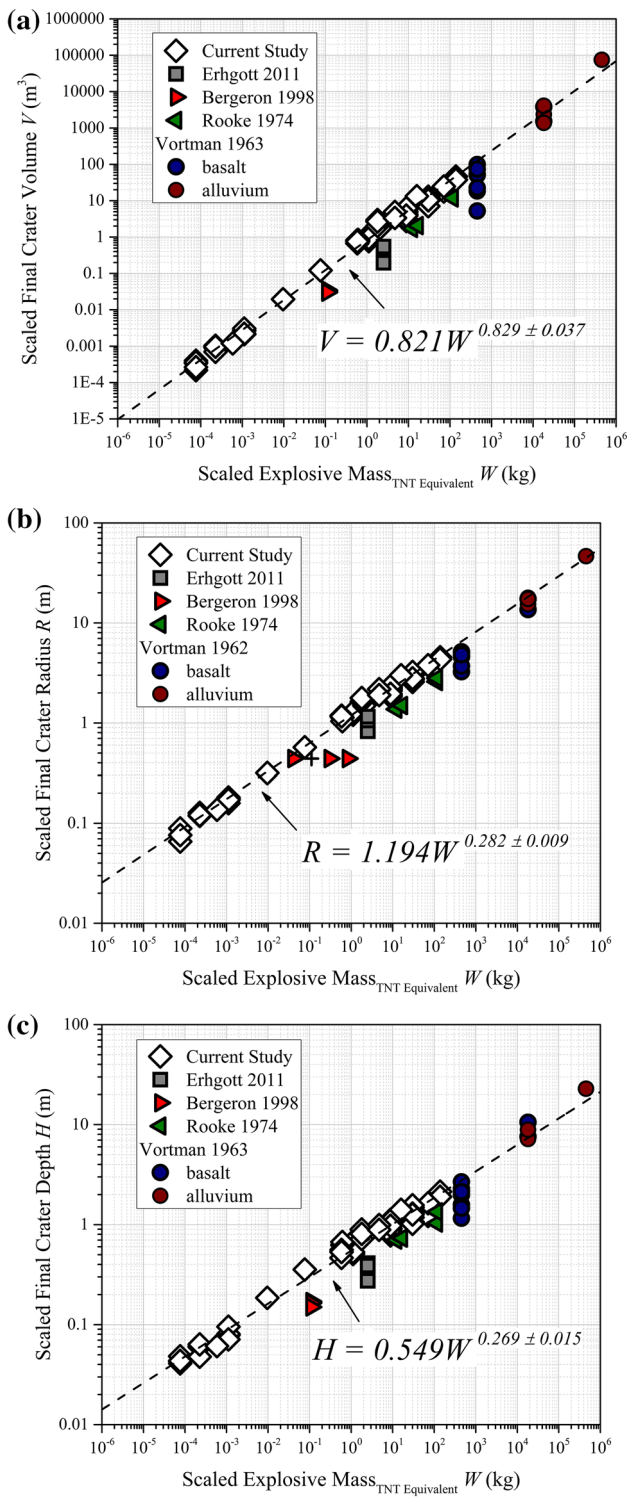 (a)
1000000
100000
10000
1000
100
10
1
0.1
0.01
0.001
1E-4
1E-5
Scaled Final Crater Volume V (m³)
Current Study
Erhgott 2011
Bergeron 1998
Rooke 1974
Vortman 1963
basalt
alluvium
V = 0.821W^0.829 ± 0.037
10⁻⁶ 10⁻⁵ 10⁻⁴ 10⁻³ 10⁻² 10⁻¹ 10⁰ 10¹ 10² 10³ 10⁴ 10⁵ 10⁶
Scaled Explosive Mass TNT Equivalent W (kg)
(b)
100
10
1
0.1
0.01
Scaled Final Crater Radius R (m)
Current Study
Erhgott 2011
Bergeron 1998
Rooke 1974
Vortman 1962
basalt
alluvium
R = 1.194W^0.282 ± 0.009
10⁻⁶ 10⁻⁵ 10⁻⁴ 10⁻³ 10⁻² 10⁻¹ 10⁰ 10¹ 10² 10³ 10⁴ 10⁵ 10⁶
Scaled Explosive Mass TNT Equivalent W (kg)
(c)
100
10
1
0.1
0.01
Scaled Final Crater Depth H (m)
Current Study
Erhgott 2011
Bergeron 1998
Rooke 1974
Vortman 1963
basalt
alluvium
H = 0.549W^0.269 ± 0.015
10⁻⁶ 10⁻⁵ 10⁻⁴ 10⁻³ 10⁻² 10⁻¹ 10⁰ 10¹ 10² 10³ 10⁴ 10⁵ 10⁶
Scaled Explosive Mass TNT Equivalent W (kg)